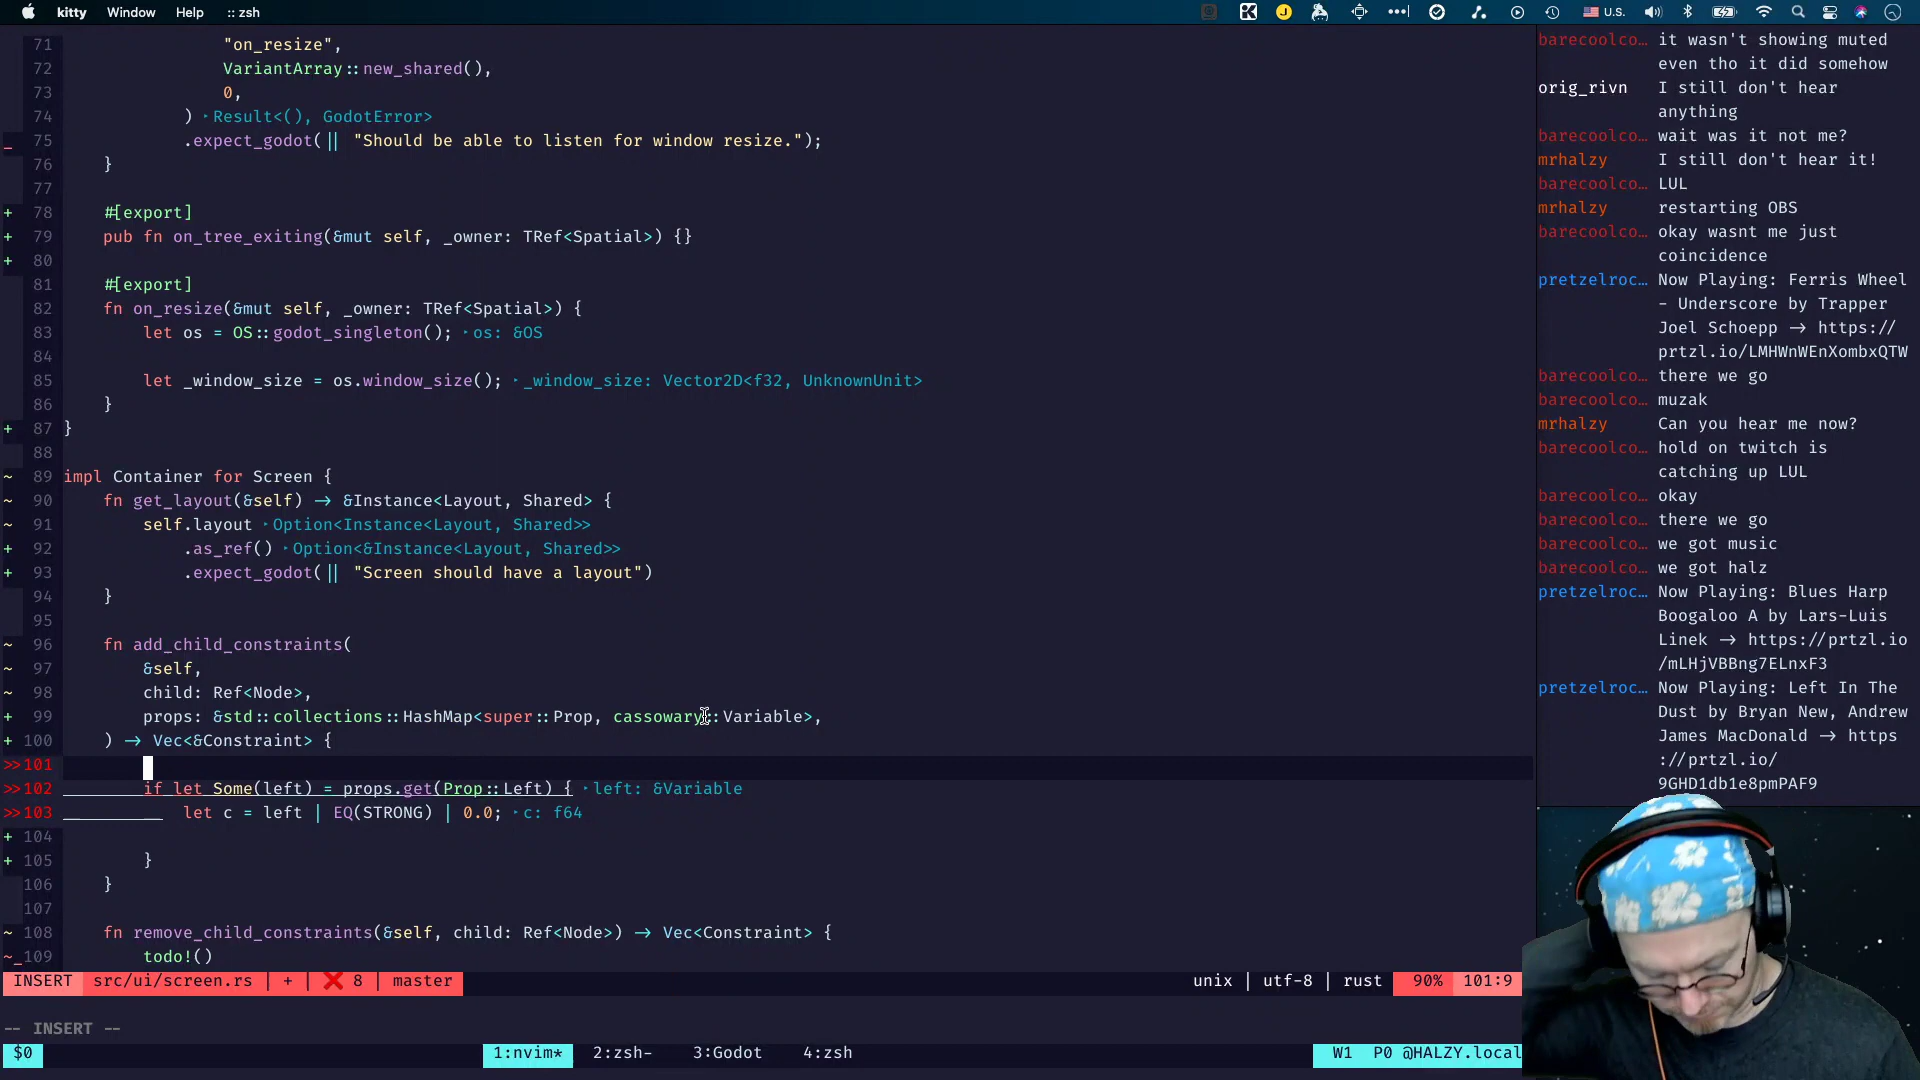 kitty Window Help :: zsh U.S.
71 "on_resize",
72 VariantArray::new_shared(),
73 0,
74 ) ‣ Result<(), GodotError>
_ 75 .expect_godot(|| "Should be able to listen for window resize.");
76 }
77
+ 78 #[export]
+ 79 pub fn on_tree_exiting(&mut self, _owner: TRef<Spatial>) {}
+ 80
81 #[export]
82 fn on_resize(&mut self, _owner: TRef<Spatial>) {
83 let os = OS::godot_singleton(); ‣ os: &OS
84
85 let _window_size = os.window_size(); ‣ _window_size: Vector2D<f32, UnknownUnit>
86 }
+ 87 }
88
~ 89 impl Container for Screen {
~ 90 fn get_layout(&self) -> &Instance<Layout, Shared> {
~ 91 self.layout ‣ Option<Instance<Layout, Shared>>
+ 92 .as_ref() ‣ Option<&Instance<Layout, Shared>>
+ 93 .expect_godot(|| "Screen should have a layout")
94 }
95
~ 96 fn add_child_constraints(
~ 97 &self,
~ 98 child: Ref<Node>,
+ 99 props: &std::collections::HashMap<super::Prop, cassowary::Variable>,
+ 100 ) -> Vec<&Constraint> {
>>101
>>102 if let Some(left) = props.get(Prop::Left) { ‣ left: &Variable
>>103 let c = left | EQ(STRONG) | 0.0; ‣ c: f64
+ 104
+ 105 }
106 }
107
~ 108 fn remove_child_constraints(&self, child: Ref<Node>) -> Vec<Constraint> {
~_109 todo!()
INSERT src/ui/screen.rs | + | ❌ 8 | master unix | utf-8 | rust 90% 101:9
-- INSERT --
$0 1:nvim* 2:zsh- 3:Godot 4:zsh W1 P0 @HALZY.local
barecoolco… it wasn't showing muted
even tho it did somehow
orig_rivn I still don't hear
anything
barecoolco… wait was it not me?
mrhalzy I still don't hear it!
barecoolco… LUL
mrhalzy restarting OBS
barecoolco… okay wasnt me just
coincidence
pretzelroc… Now Playing: Ferris Wheel
- Underscore by Trapper
Joel Schoepp -> https://
prtzl.io/LMHWnWEnXombxQTW
barecoolco… there we go
barecoolco… muzak
mrhalzy Can you hear me now?
barecoolco… hold on twitch is
catching up LUL
barecoolco… okay
barecoolco… there we go
barecoolco… we got music
barecoolco… we got halz
pretzelroc… Now Playing: Blues Harp
Boogaloo A by Lars-Luis
Linek -> https://prtzl.io
/mLHjVBBng7ELnxF3
pretzelroc… Now Playing: Left In The
Dust by Bryan New, Andrew
James MacDonald -> https
://prtzl.io/
9GHD1db1e8pmPAF9